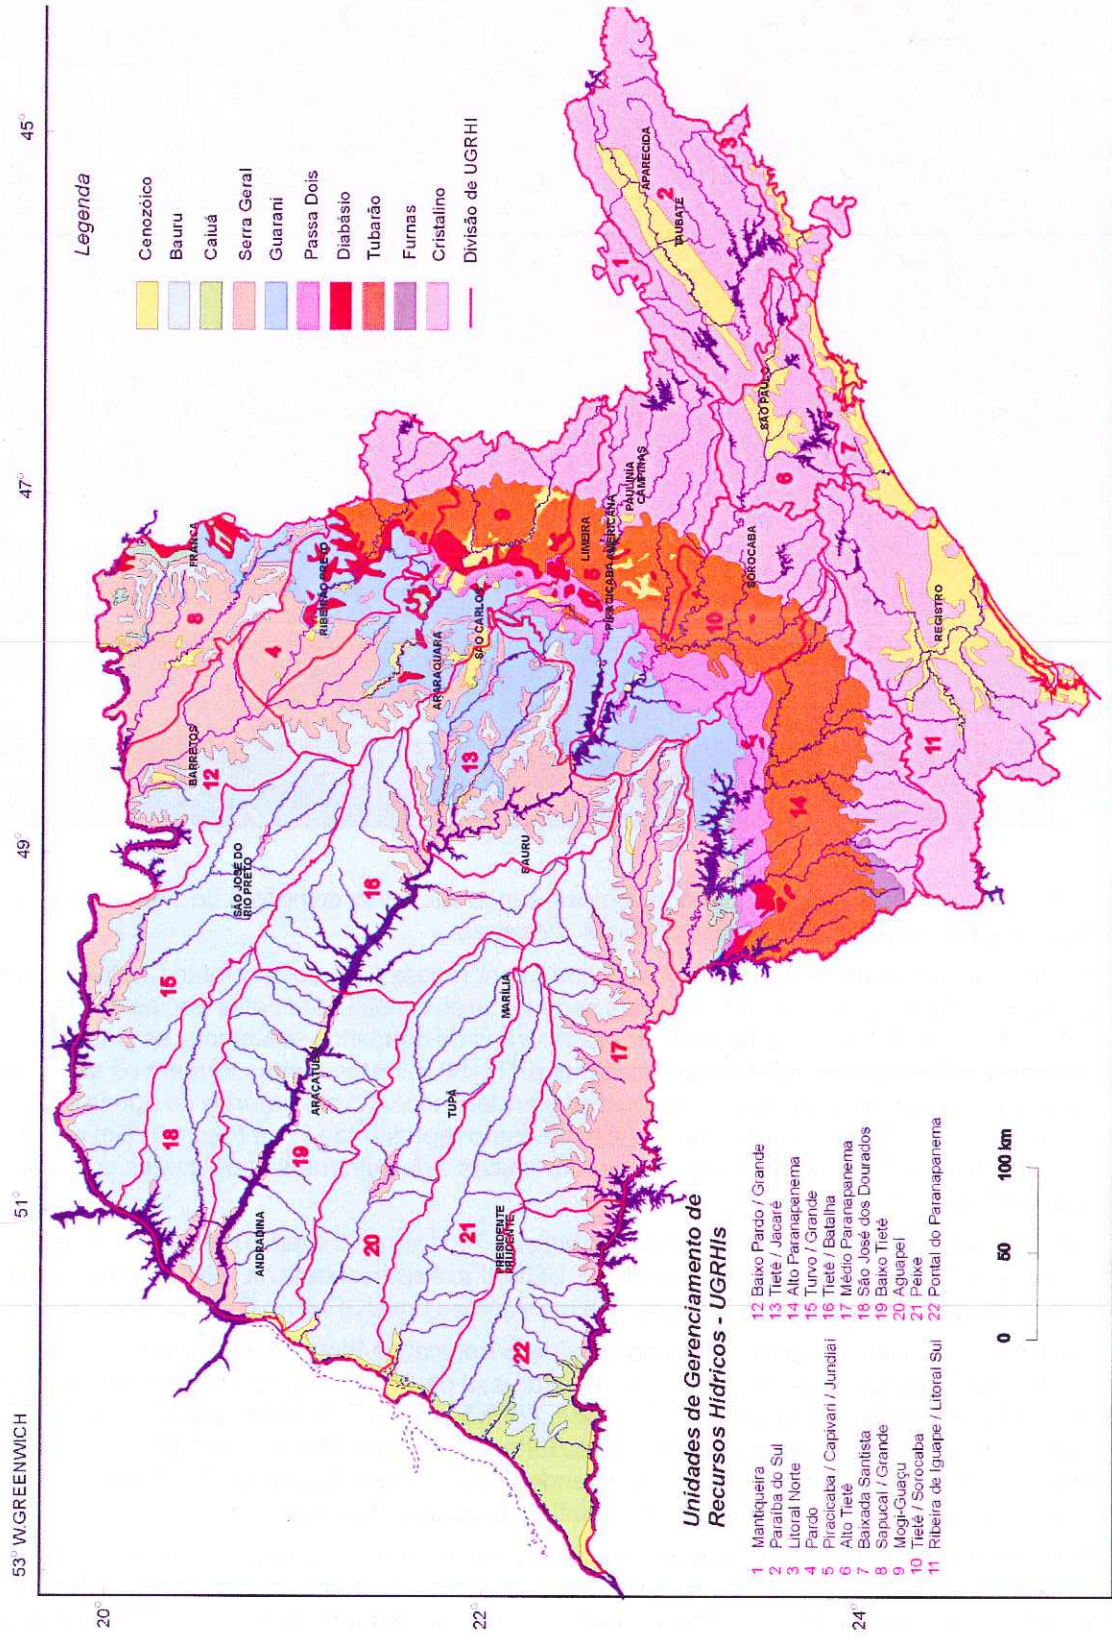 53° W.GREENWICH
51°
49°
47°
45°
20°
22°
24°
Legenda
Cenozóico
Bauru
Caiuá
Serra Geral
Guarani
Passa Dois
Diabásio
Tubarão
Furnas
Cristalino
Divisão de UGRHI
FRANCA
8
BARRETOS
12
4
RIBEIRÃO PRETO
SÃO JOSÉ DO
RIO PRETO
15
18
16
ARARAQUARA
SÃO CARLOS
9
13
LIMEIRA
5
PIRACICABA
AMERICANA
PAULÍNIA
CAMPINAS
ANDRADINA
19
ARAÇATUBA
20
TUPÃ
MARÍLIA
BAURU
21
PRESIDENTE
PRUDENTE
22
17
10
SOROCABA
14
11
REGISTRO
6
SÃO PAULO
7
1
2
TAUBATÉ
APARECIDA
3
Unidades de Gerenciamento de
Recursos Hídricos - UGRHIs
1 Mantiqueira
2 Paraíba do Sul
3 Litoral Norte
4 Pardo
5 Piracicaba / Capivari / Jundiaí
6 Alto Tietê
7 Baixada Santista
8 Sapucaí / Grande
9 Mogi-Guaçu
10 Tietê / Sorocaba
11 Ribeira de Iguape / Litoral Sul
12 Baixo Pardo / Grande
13 Tietê / Jacaré
14 Alto Paranapanema
15 Turvo / Grande
16 Tietê / Batalha
17 Médio Paranapanema
18 São José dos Dourados
19 Baixo Tietê
20 Aguapeí
21 Peixe
22 Pontal do Paranapanema
0 50 100 km